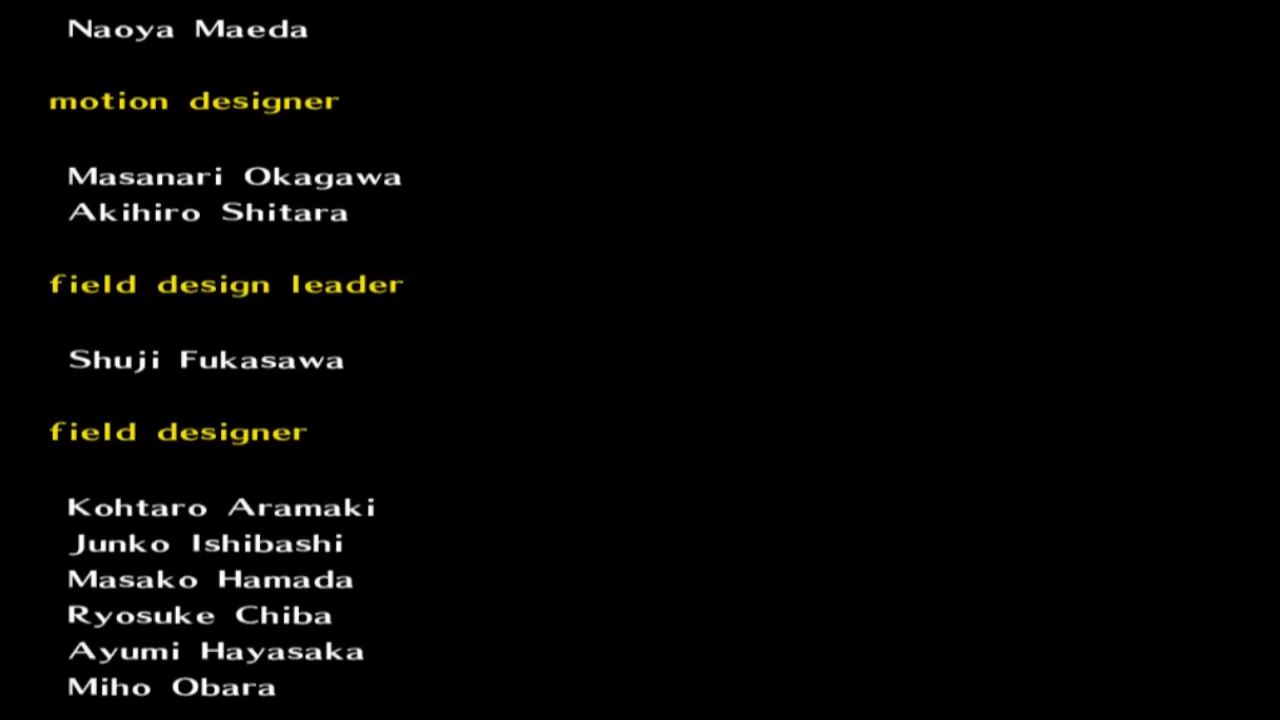 Naoya Maeda
motion designer
Masanari Okagawa
Akihiro Shitara
field design leader
Shuji Fukasawa
field designer
Kohtaro Aramaki
Junko Ishibashi
Masako Hamada
Ryosuke Chiba
Ayumi Hayasaka
Miho Obara